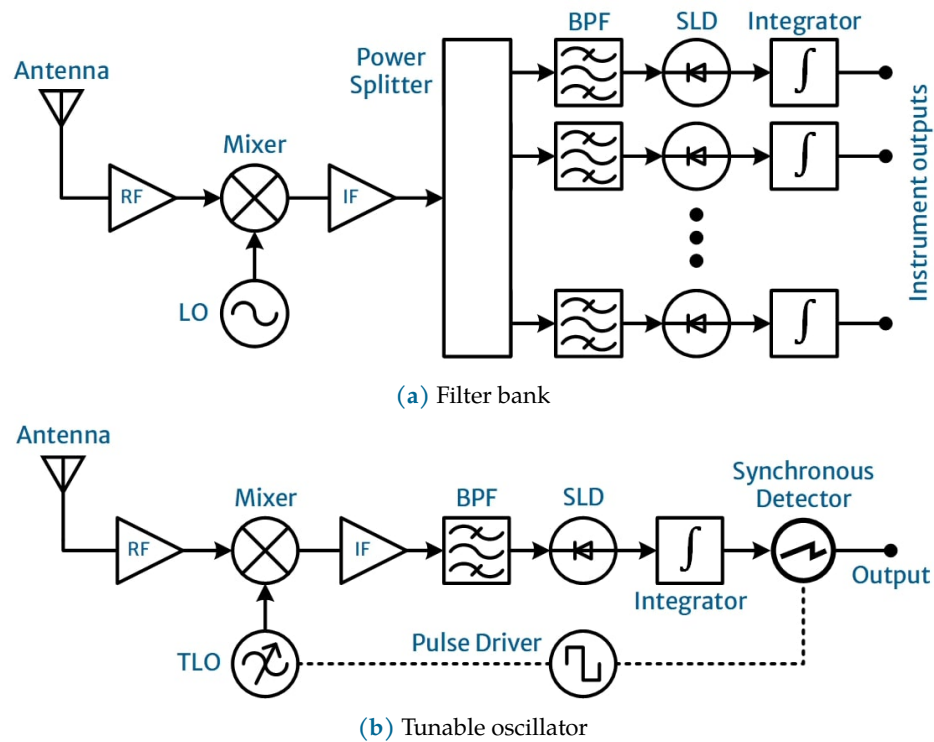 Antenna
RF
Mixer
LO
IF
Power
Splitter
BPF
SLD
Integrator
∫
∫
∫
Instrument outputs
(a) Filter bank
Antenna
RF
Mixer
TLO
IF
BPF
SLD
∫
Integrator
Synchronous
Detector
Output
Pulse Driver
(b) Tunable oscillator